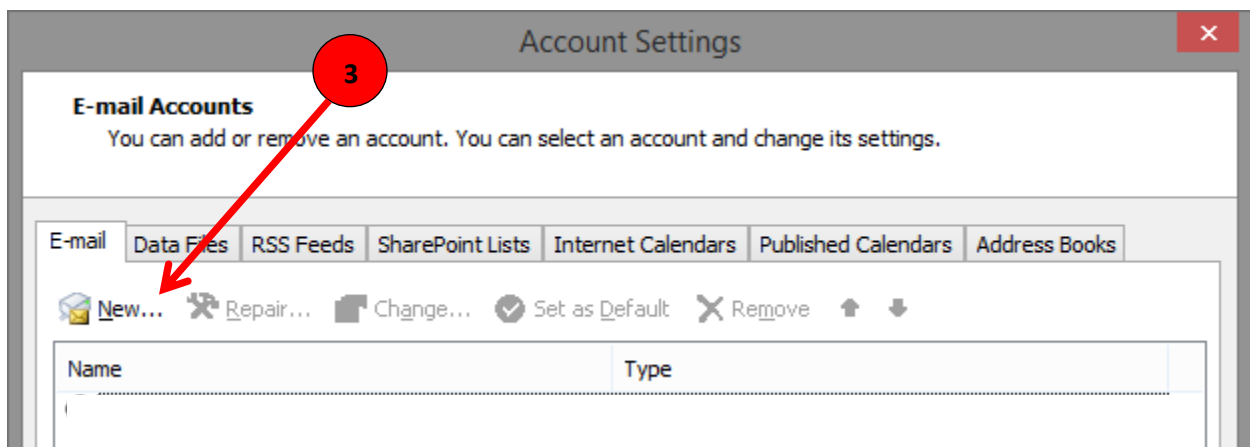 Account Settings
3
E-mail Accounts
You can add or remove an account. You can select an account and change its settings.
E-mail Data Files RSS Feeds SharePoint Lists Internet Calendars Published Calendars Address Books
New... Repair... Change... Set as Default Remove
Name Type